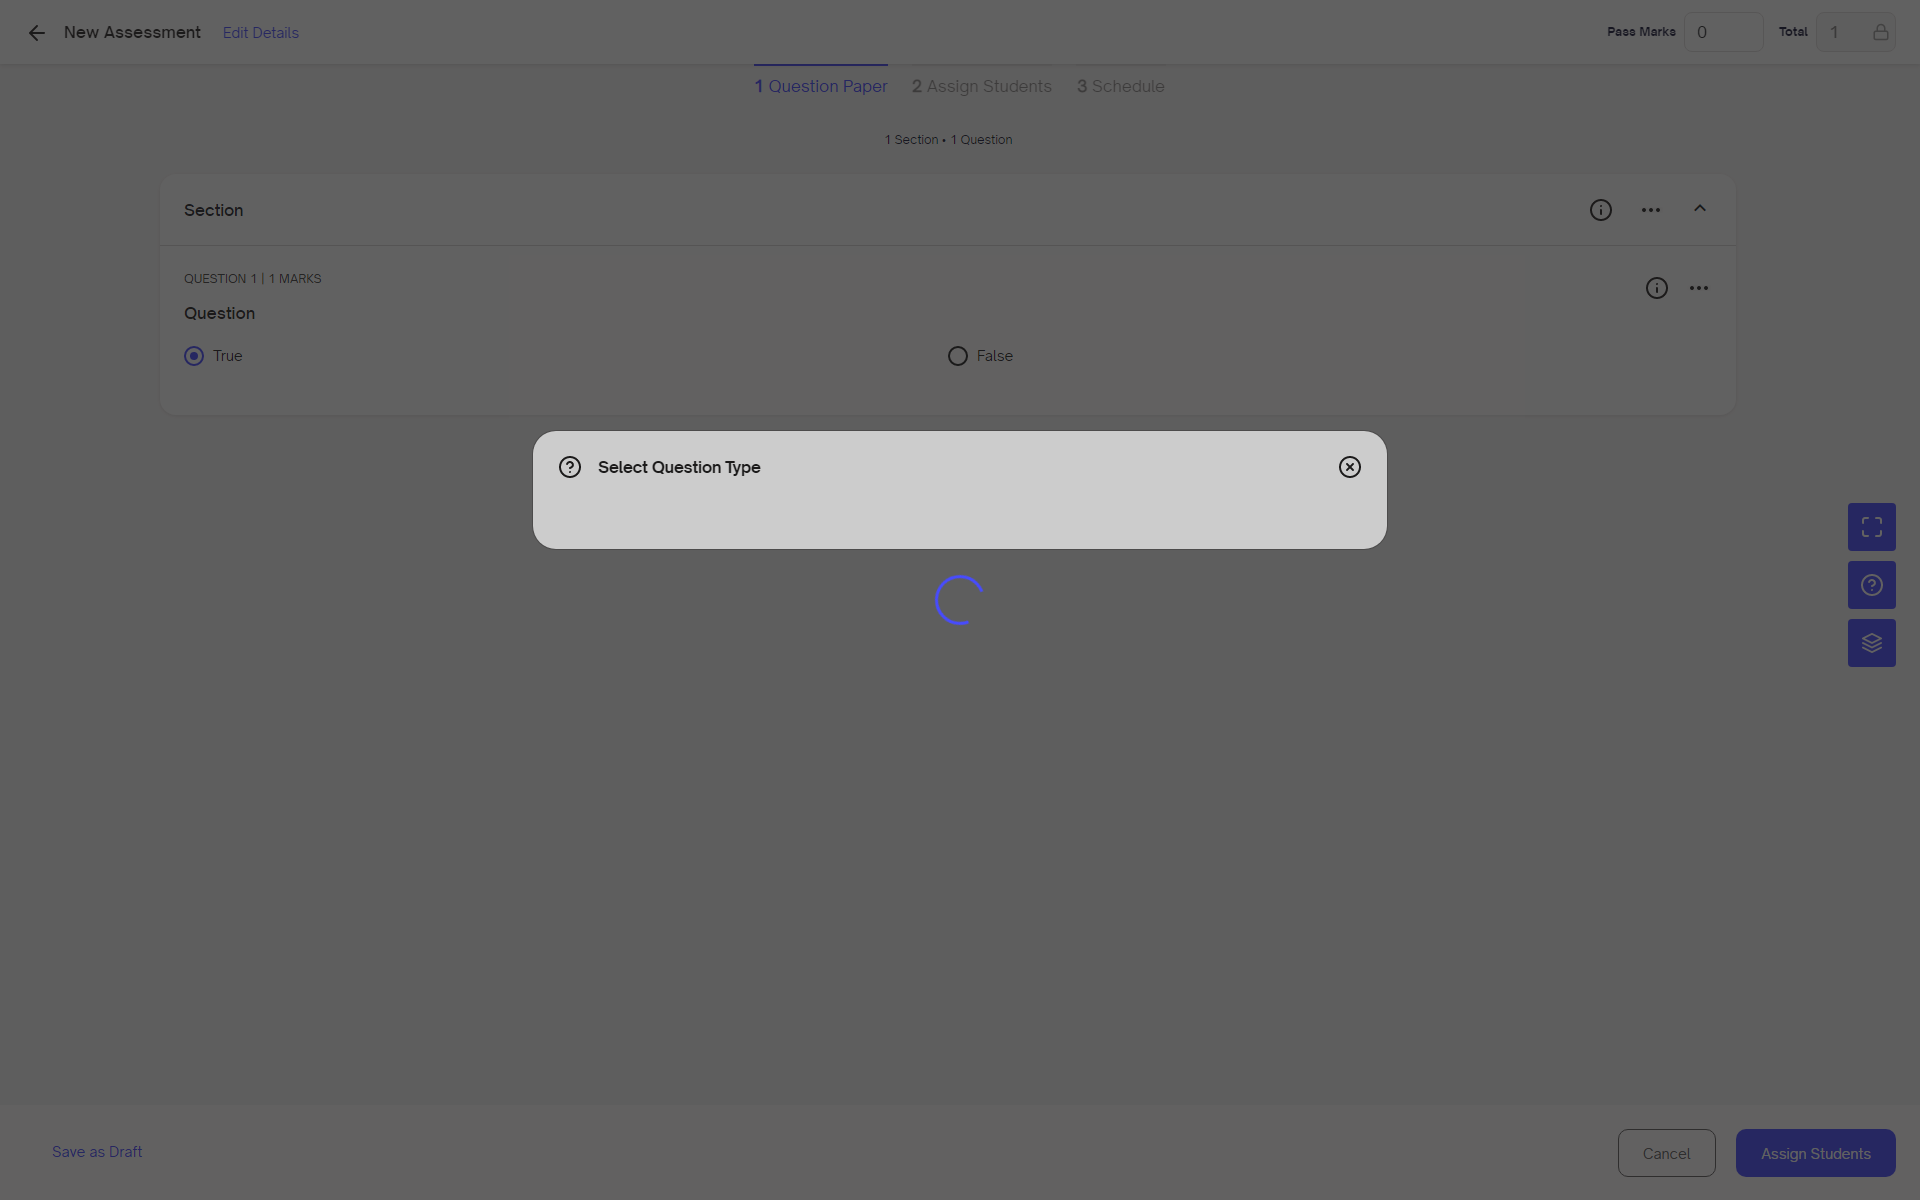 New Assessment Edit Details Pass Marks 0 Total 1
1 Question Paper 2 Assign Students 3 Schedule
1 Section • 1 Question
Section
QUESTION 1 | 1 MARKS
Question
True False
Select Question Type
Save as Draft Cancel Assign Students